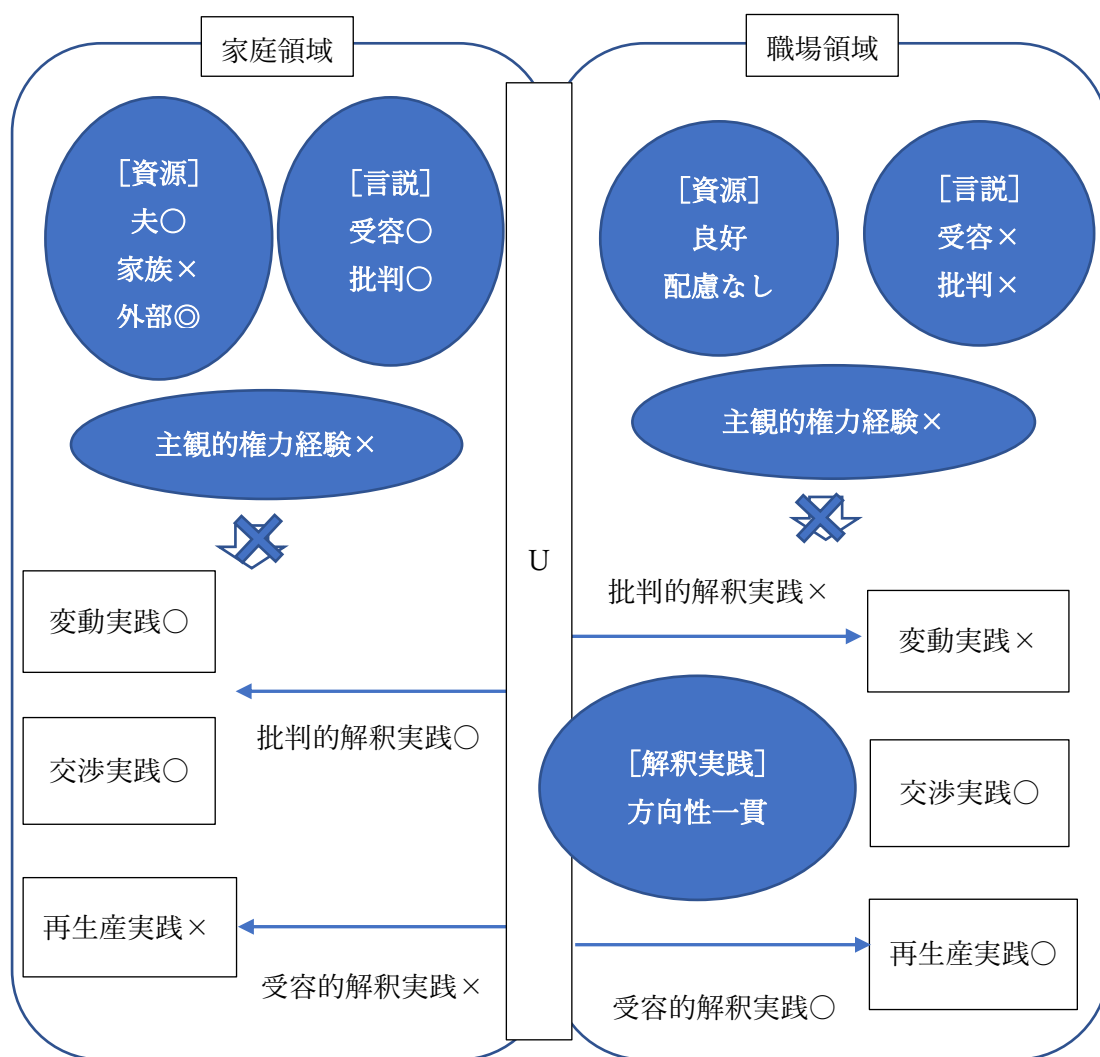 家庭領域
職場領域
［資源］
夫〇
家族×
外部◎
［言説］
受容〇
批判〇
［資源］
良好
配慮なし
［言説］
受容×
批判×
主観的権力経験×
主観的権力経験×
U
変動実践〇
批判的解釈実践〇
交渉実践〇
再生産実践×
受容的解釈実践×
批判的解釈実践×
変動実践×
［解釈実践］
方向性一貫
交渉実践〇
再生産実践〇
受容的解釈実践〇